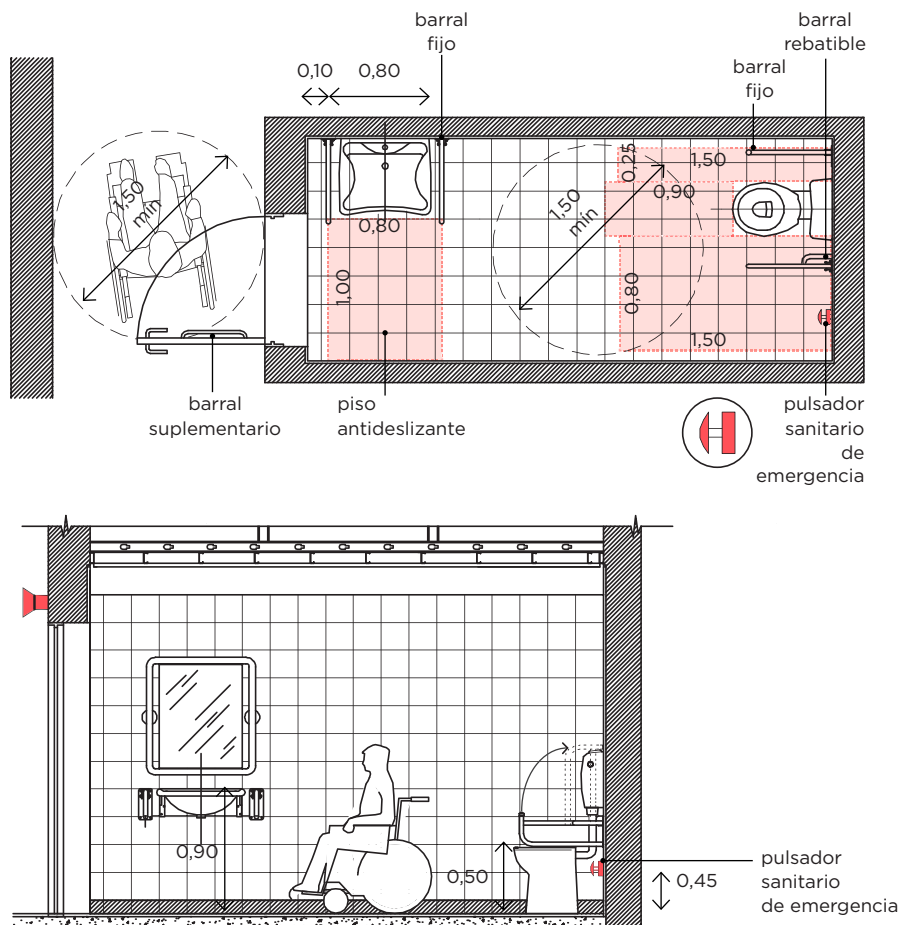 barral
fijo
barral
rebatible
barral
fijo
0,10
0,80
0,25
1,50
0,90
1,50
mín
1,50
mín
0,80
1,00
0,80
1,50
barral
suplementario
piso
antideslizante
pulsador
sanitario
de
emergencia
0,90
0,50
0,45
pulsador
sanitario
de emergencia